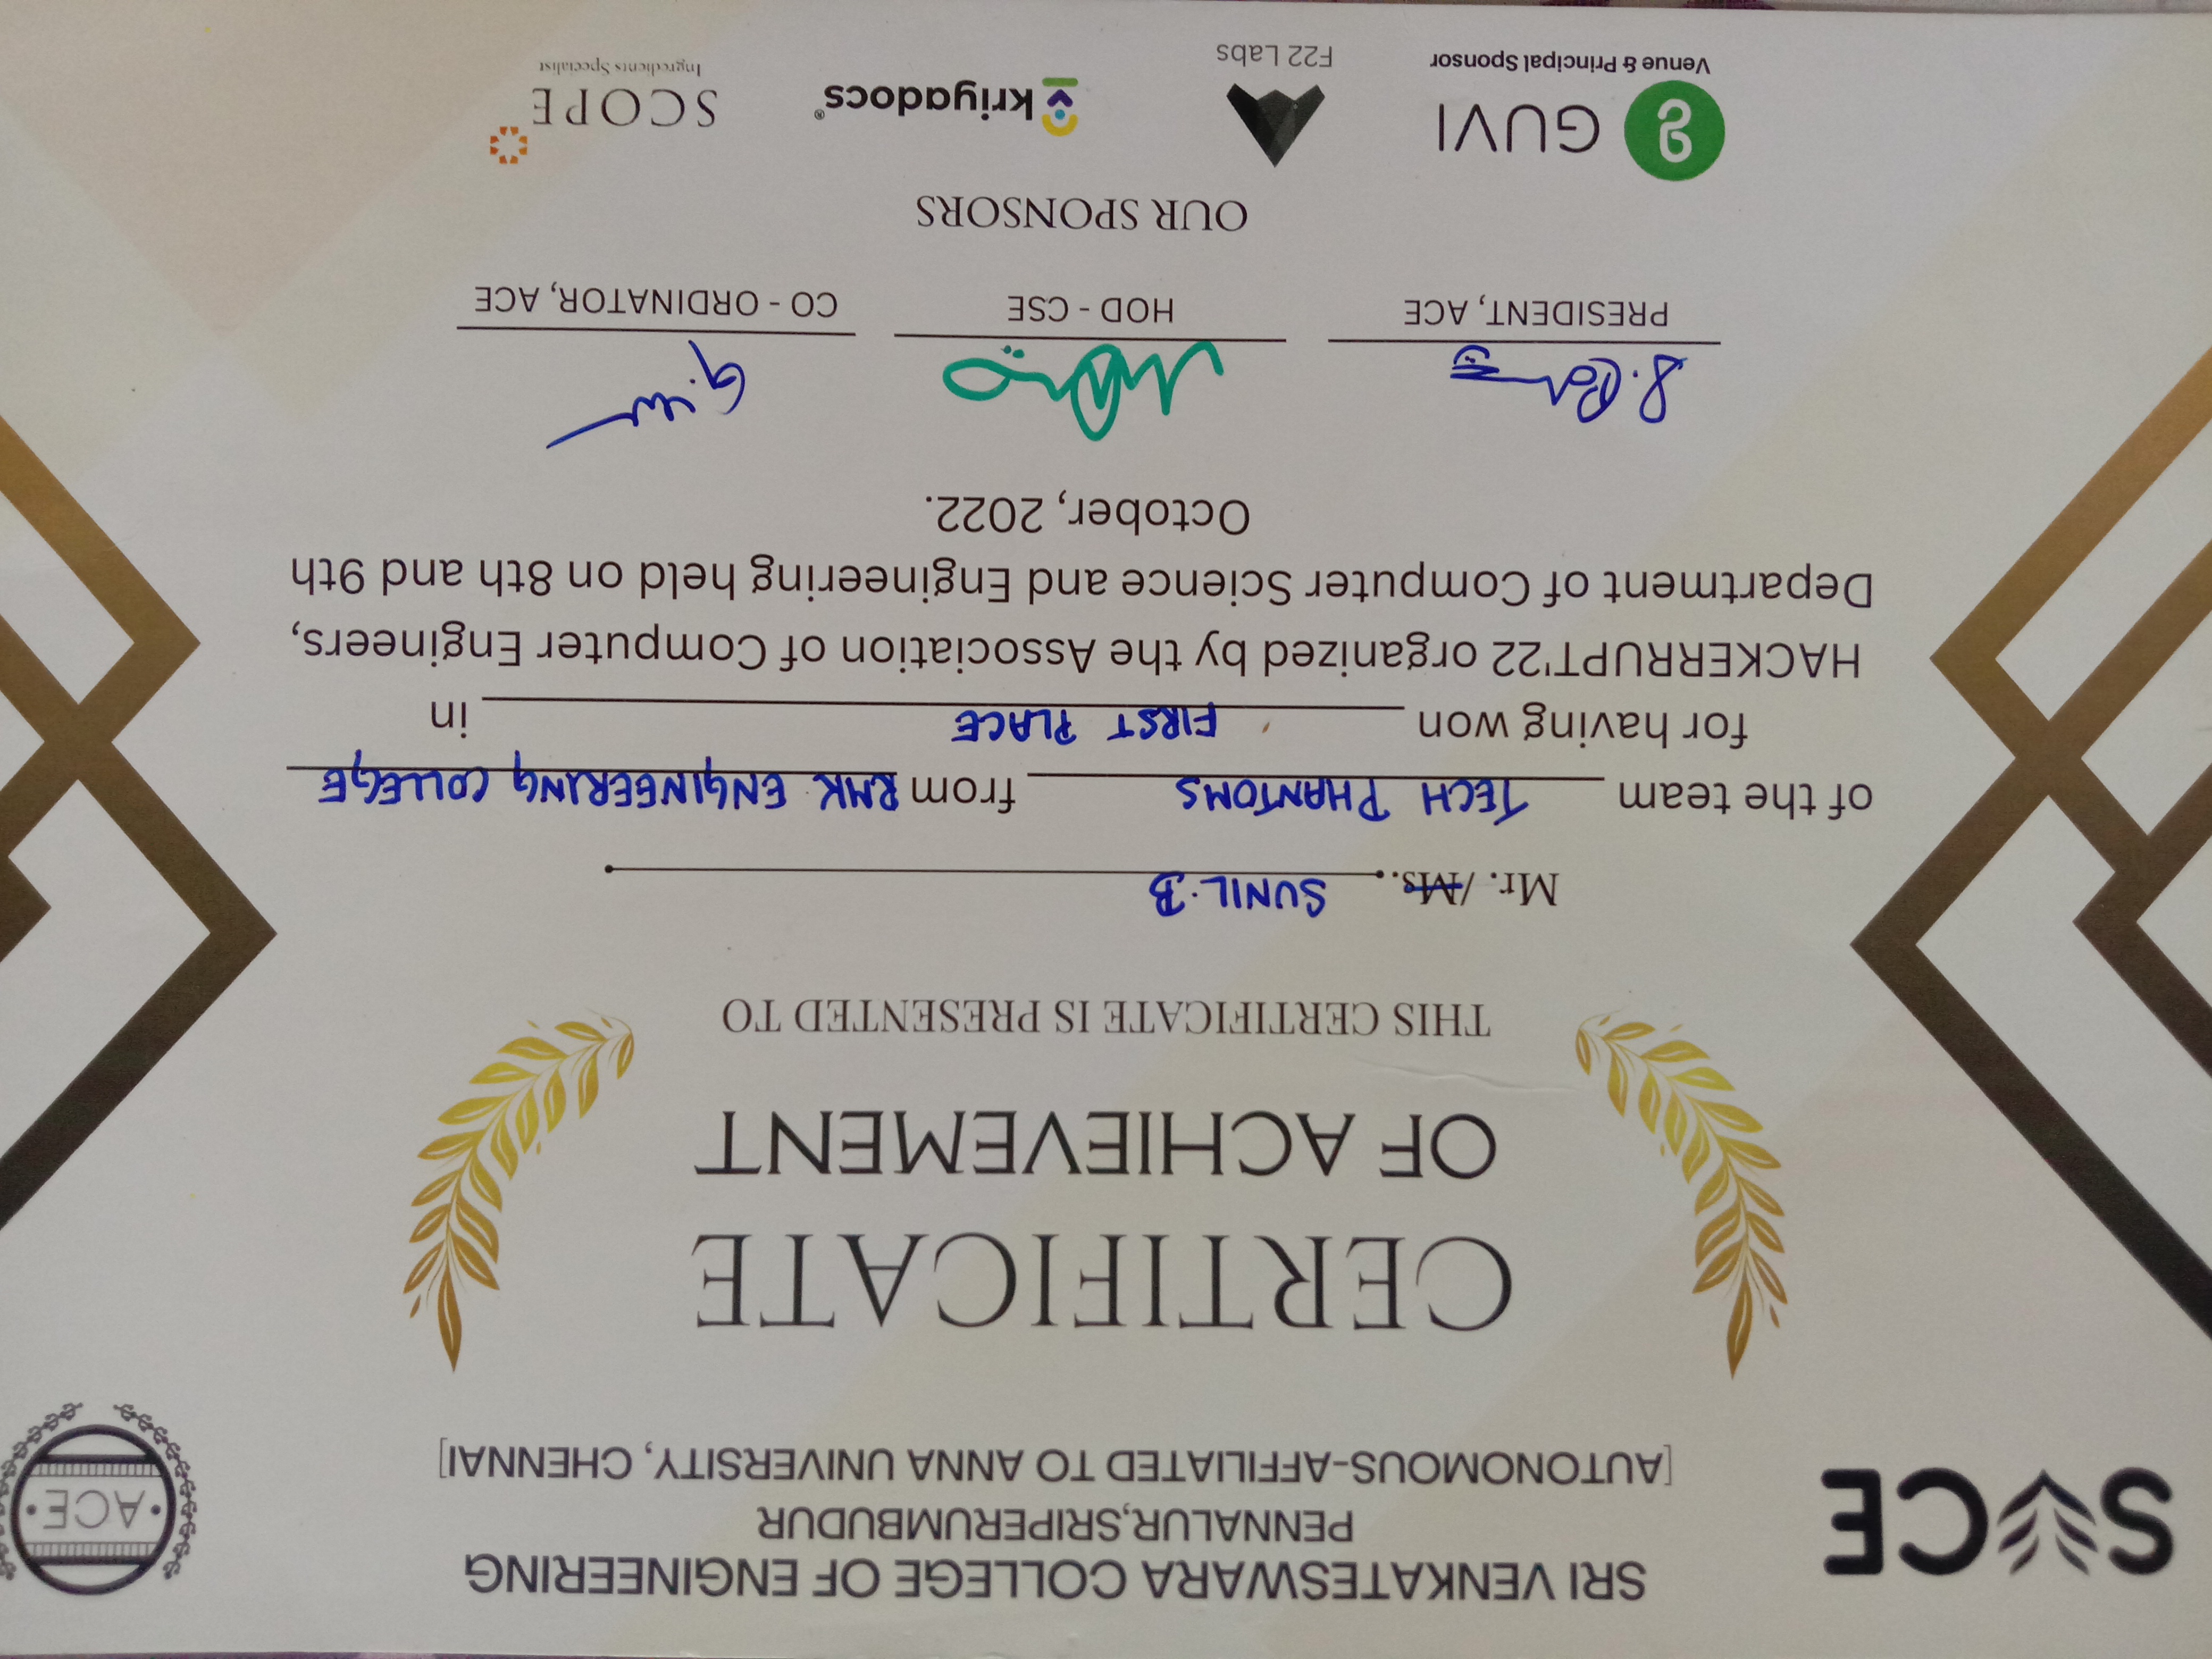 SVCE
SRI VENKATESWARA COLLEGE OF ENGINEERING
PENNALUR,SRIPERUMBUDUR
[AUTONOMOUS-AFFILIATED TO ANNA UNIVERSITY, CHENNAI]
ACE
CERTIFICATE
OF ACHIEVEMENT
THIS CERTIFICATE IS PRESENTED TO
Mr. /Ms.. SUNIL.B
of the team TECH PHANTOMS from RMK ENGINEERING COLLEGE
for having won FIRST PLACE in
HACKERRUPT'22 organized by the Association of Computer Engineers,
Department of Computer Science and Engineering held on 8th and 9th
October, 2022.
PRESIDENT, ACE HOD - CSE CO - ORDINATOR, ACE
OUR SPONSORS
GUVI
Venue & Principal Sponsor
F22 Labs
kriyadocs®
SCOPE
Ingredients Specialist